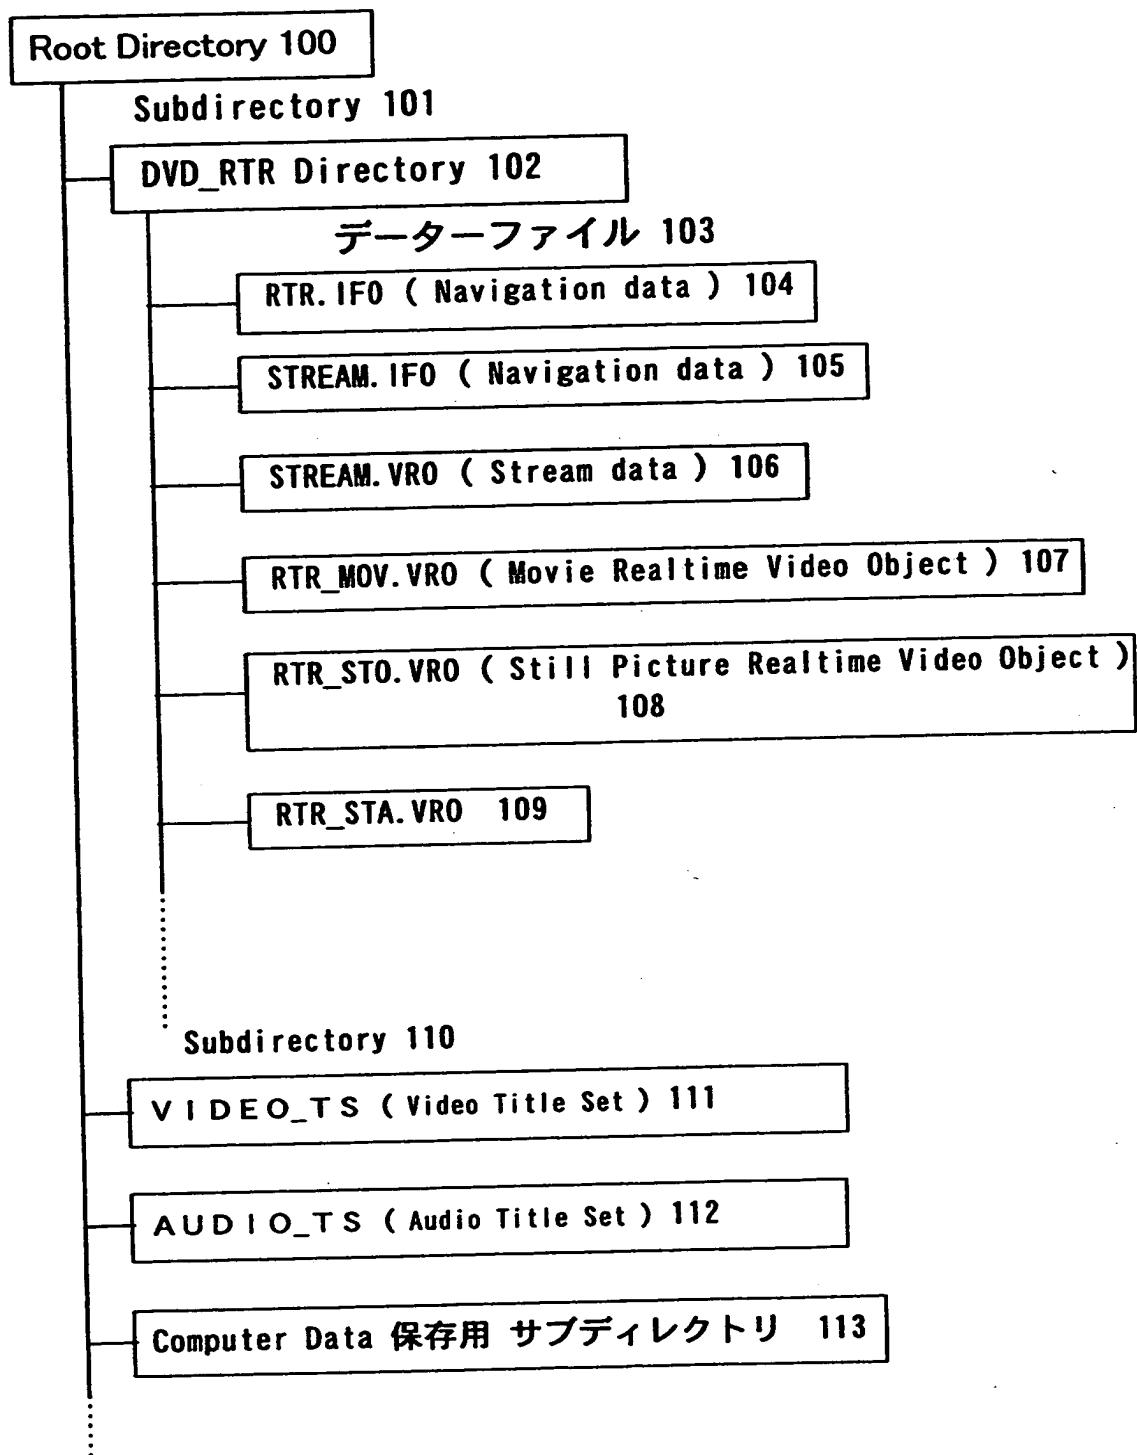 Root Directory 100
Subdirectory 101
DVD_RTR Directory 102
データーファイル 103
RTR.IFO ( Navigation data ) 104
STREAM.IFO ( Navigation data ) 105
STREAM.VRO ( Stream data ) 106
RTR_MOV.VRO ( Movie Realtime Video Object ) 107
RTR_STO.VRO ( Still Picture Realtime Video Object )
108
RTR_STA.VRO 109
Subdirectory 110
VIDEO_TS ( Video Title Set ) 111
AUDIO_TS ( Audio Title Set ) 112
Computer Data 保存用 サブディレクトリ 113